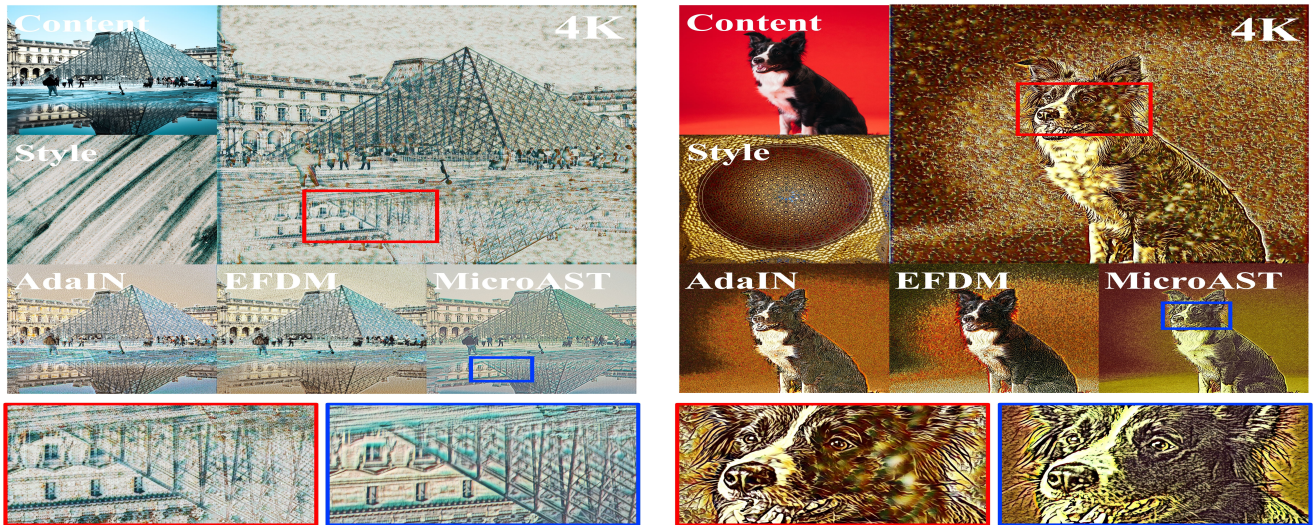 Content
4K
Style
AdaIN
EFDM
MicroAST
Content
4K
Style
AdaIN
EFDM
MicroAST